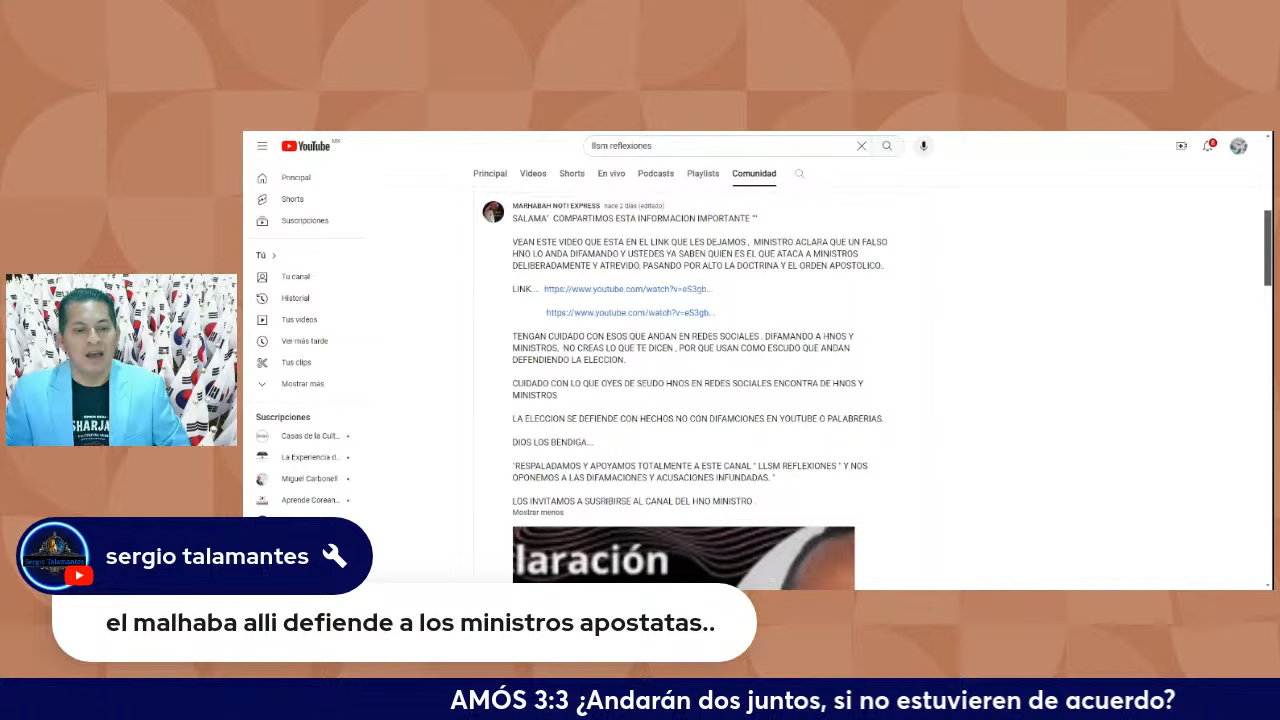 YouTube MX
llsm reflexiones
8
Principal
Shorts
Suscripciones
Tú
Tu canal
Historial
Tus videos
Ver más tarde
Tus clips
Mostrar más
Suscripciones
Casas de la Cult...
La Experiencia d...
Miguel Carbonell
Aprende Corean...
Principal Videos Shorts En vivo Podcasts Playlists Comunidad
MARHABAH NOTI EXPRESS hace 2 días (editado)
SALAMA" COMPARTIMOS ESTA INFORMACION IMPORTANTE ""
VEAN ESTE VIDEO QUE ESTA EN EL LINK QUE LES DEJAMOS , MINISTRO ACLARA QUE UN FALSO
HNO LO ANDA DIFAMANDO Y USTEDES YA SABEN QUIEN ES EL QUE ATACA A MINISTROS
DELIBERADAMENTE Y ATREVIDO, PASANDO POR ALTO LA DOCTRINA Y EL ORDEN APOSTOLICO..
LINK.... https://www.youtube.com/watch?v=eS3gb...
https://www.youtube.com/watch?v=eS3gb...
TENGAN CUIDADO CON ESOS QUE ANDAN EN REDES SOCIALES . DIFAMANDO A HNOS Y
MINISTROS, NO CREAS LO QUE TE DICEN , POR QUE USAN COMO ESCUDO QUE ANDAN
DEFENDIENDO LA ELECCION.
CUIDADO CON LO QUE OYES DE SEUDO HNOS EN REDES SOCIALES ENCONTRA DE HNOS Y
MINISTROS
LA ELECCION SE DEFIENDE CON HECHOS NO CON DIFAMCIONES EN YOUTUBE O PALABRERIAS.
DIOS LOS BENDIGA...
"RESPALDAMOS Y APOYAMOS TOTALMENTE A ESTE CANAL " LLSM REFLEXIONES " Y NOS
OPONEMOS A LAS DIFAMACIONES Y ACUSACIONES INFUNDADAS. "
LOS INVITAMOS A SUSRIBIRSE AL CANAL DEL HNO MINISTRO .
Mostrar menos
laración
SHARJA
Sergio Talamantes
sergio talamantes
el malhaba alli defiende a los ministros apostatas..
AMÓS 3:3 ¿Andarán dos juntos, si no estuvieren de acuerdo?